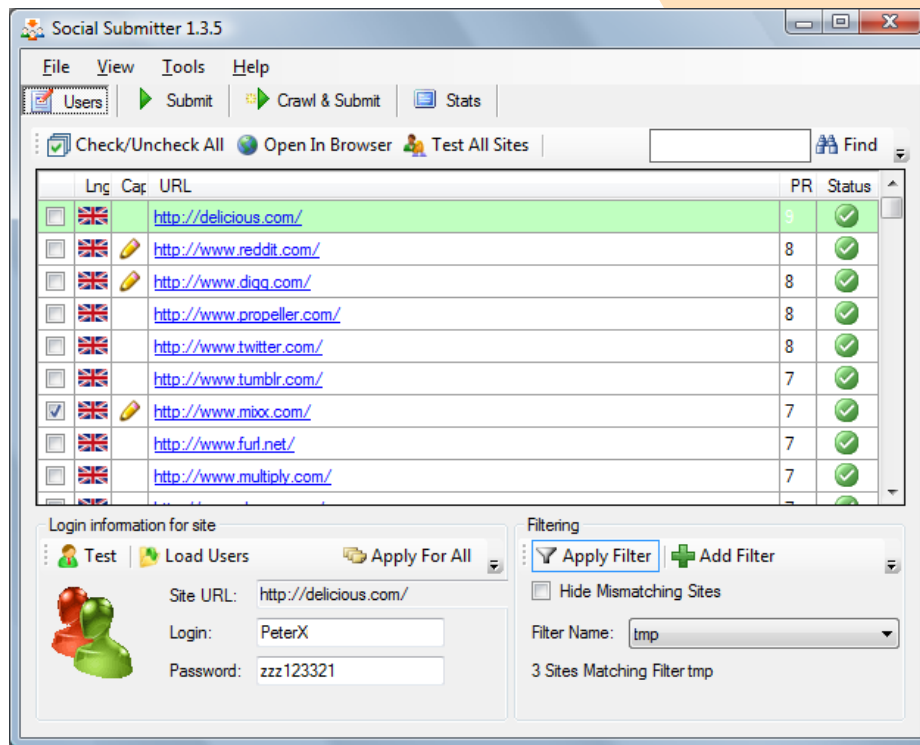 Social Submitter 1.3.5
File View Tools Help
Users Submit Crawl & Submit Stats
Check/Uncheck All Open In Browser Test All Sites Find
Lng Cap URL PR Status
http://delicious.com/ 9
http://www.reddit.com/ 8
http://www.digg.com/ 8
http://www.propeller.com/ 8
http://www.twitter.com/ 8
http://www.tumblr.com/ 7
http://www.mixx.com/ 7
http://www.furl.net/ 7
http://www.multiply.com/ 7
Login information for site
Test Load Users Apply For All
Site URL: http://delicious.com/
Login: PeterX
Password: zzz123321
Filtering
Apply Filter Add Filter
Hide Mismatching Sites
Filter Name: tmp
3 Sites Matching Filter tmp